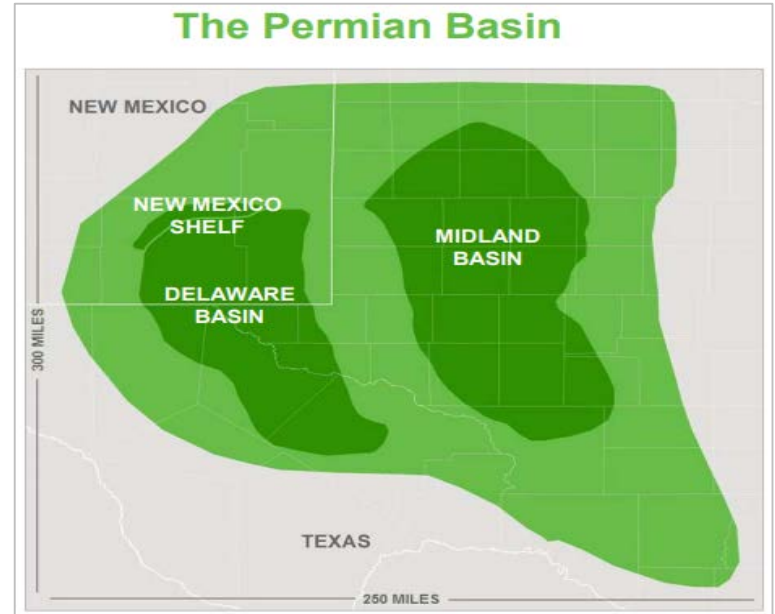 The Permian Basin
NEW MEXICO
NEW MEXICO
SHELF
MIDLAND
BASIN
DELAWARE
BASIN
300 MILES
TEXAS
250 MILES